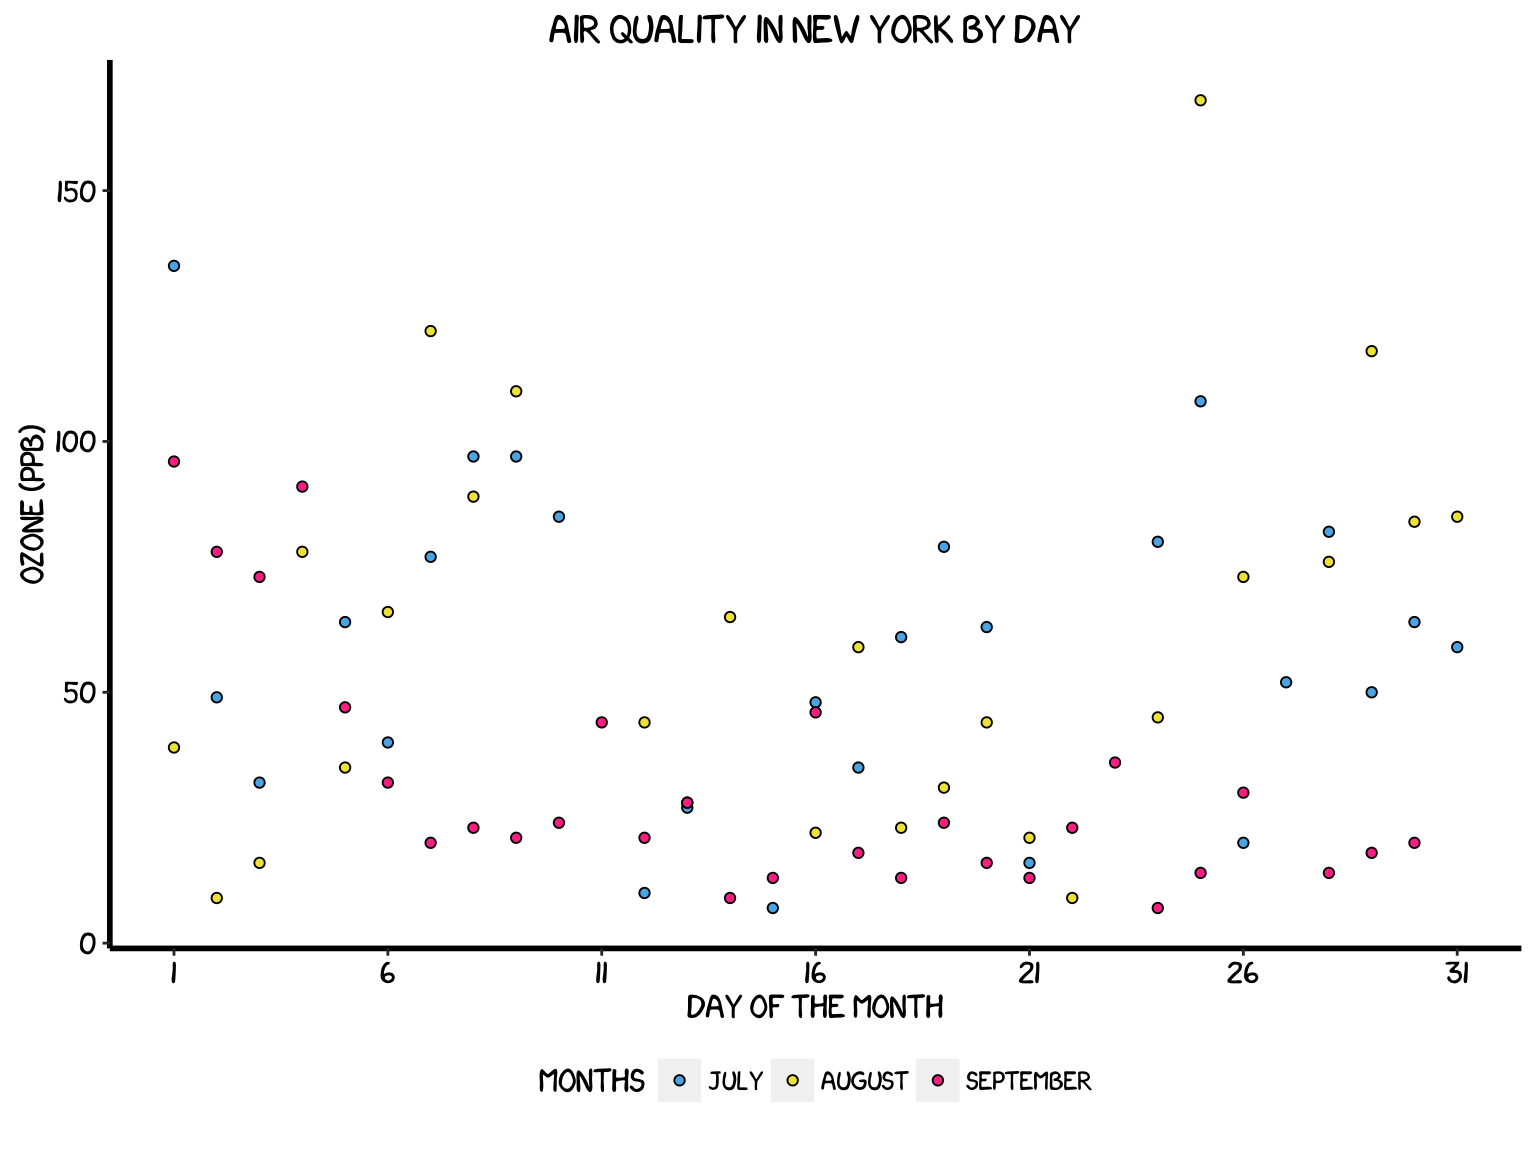 AIR QUALITY IN NEW YORK BY DAY
OZONE (PPB)
150
100
50
0
1 6 11 16 21 26 31
DAY OF THE MONTH
MONTHS JULY AUGUST SEPTEMBER